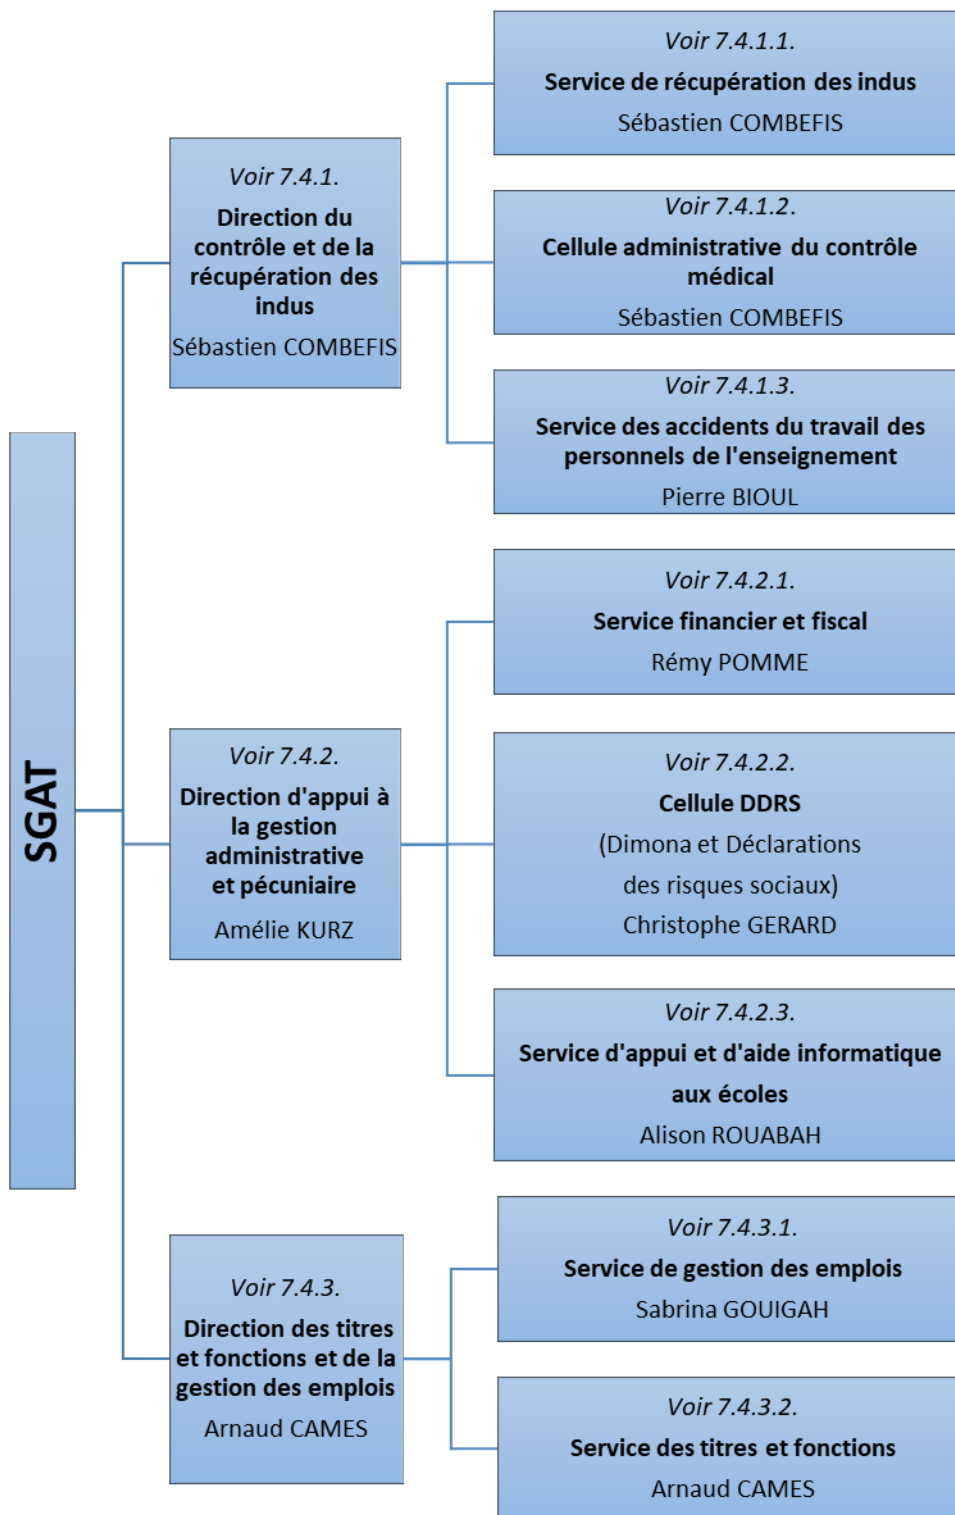 SGAT
Voir 7.4.1.
Direction du
contrôle et de la
récupération des
indus
Sébastien COMBEFIS
Voir 7.4.1.1.
Service de récupération des indus
Sébastien COMBEFIS
Voir 7.4.1.2.
Cellule administrative du contrôle
médical
Sébastien COMBEFIS
Voir 7.4.1.3.
Service des accidents du travail des
personnels de l'enseignement
Pierre BIOUL
Voir 7.4.2.
Direction d'appui à
la gestion
administrative
et pécuniaire
Amélie KURZ
Voir 7.4.2.1.
Service financier et fiscal
Rémy POMME
Voir 7.4.2.2.
Cellule DDRS
(Dimona et Déclarations
des risques sociaux)
Christophe GERARD
Voir 7.4.2.3.
Service d'appui et d'aide informatique
aux écoles
Alison ROUABAH
Voir 7.4.3.
Direction des titres
et fonctions et de la
gestion des emplois
Arnaud CAMES
Voir 7.4.3.1.
Service de gestion des emplois
Sabrina GOUIGAH
Voir 7.4.3.2.
Service des titres et fonctions
Arnaud CAMES